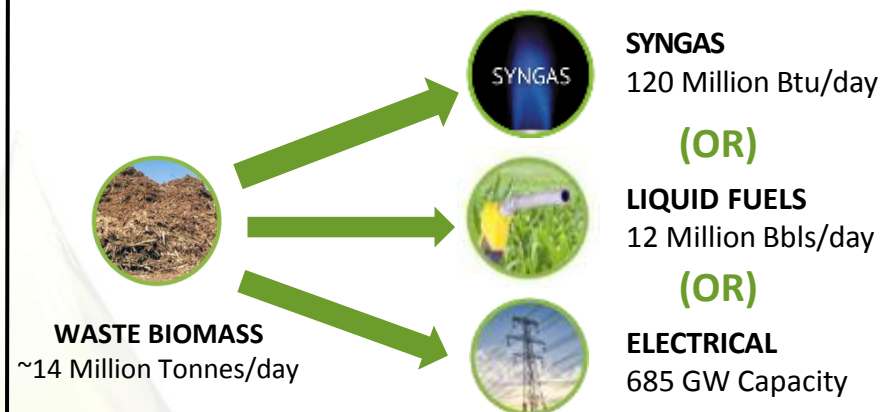 SYNGAS
SYNGAS
120 Million Btu/day
(OR)
LIQUID FUELS
12 Million Bbls/day
(OR)
WASTE BIOMASS
~14 Million Tonnes/day
ELECTRICAL
685 GW Capacity